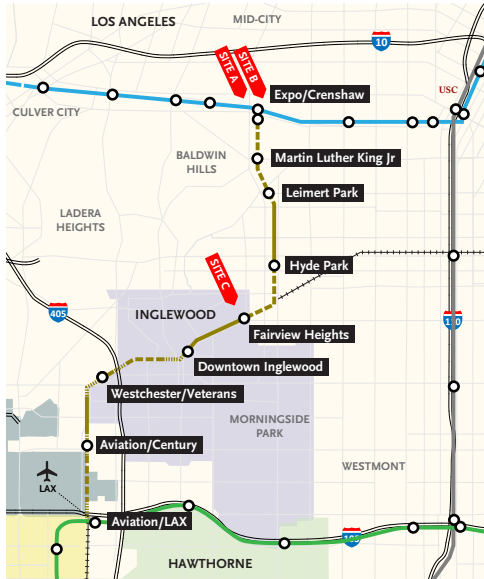 LOS ANGELES
MID-CITY
10
SITE A
SITE B
USC
Expo/Crenshaw
CULVER CITY
BALDWIN
HILLS
Martin Luther King Jr
Leimert Park
LADERA
HEIGHTS
Hyde Park
SITE C
405
INGLEWOOD
110
Fairview Heights
Downtown Inglewood
Westchester/Veterans
MORNINGSIDE
PARK
Aviation/Century
WESTMONT
LAX
Aviation/LAX
105
HAWTHORNE